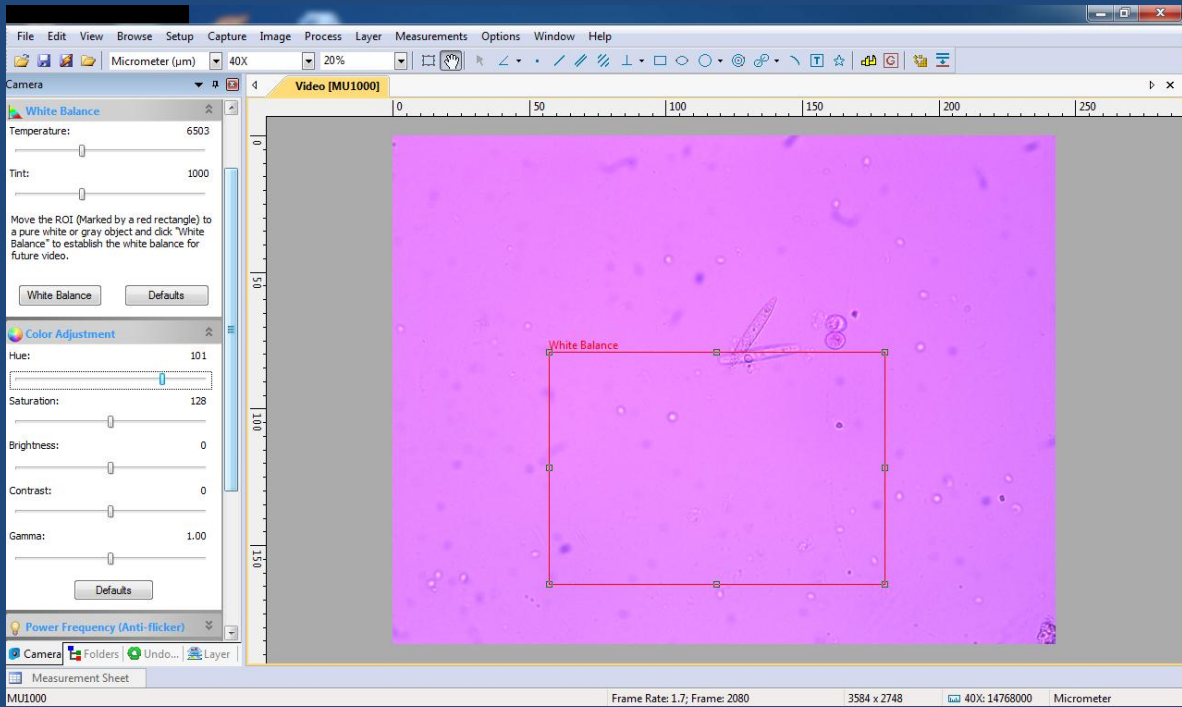 File Edit View Browse Setup Capture Image Process Layer Measurements Options Window Help
Micrometer (μm) 40X 20%
Camera
Video [MU1000]
0 50 100 150 200 250
White Balance
Temperature: 6503
Tint: 1000
Move the ROI (Marked by a red rectangle) to
a pure white or gray object and click "White
Balance" to establish the white balance for
future video.
White Balance Defaults
Color Adjustment
Hue: 101
Saturation: 128
Brightness: 0
Contrast: 0
Gamma: 1.00
Defaults
Power Frequency (Anti-flicker)
Camera Folders Undo... Layer
0
50
100
150
White Balance
Measurement Sheet
MU1000 Frame Rate: 1.7; Frame: 2080 3584 x 2748 40X: 14768000 Micrometer